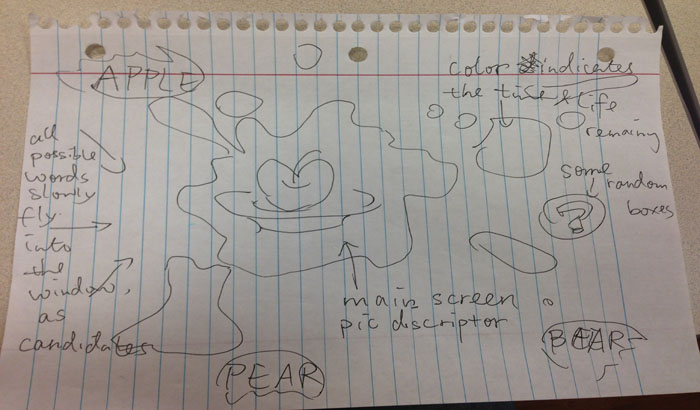 APPLE
color indicates
the time & life
remaining
all
possible
words
slowly
fly
into
the
window,
as
candidates
some
random
boxes
?
main screen
pic discriptor
PEAR
BEAR